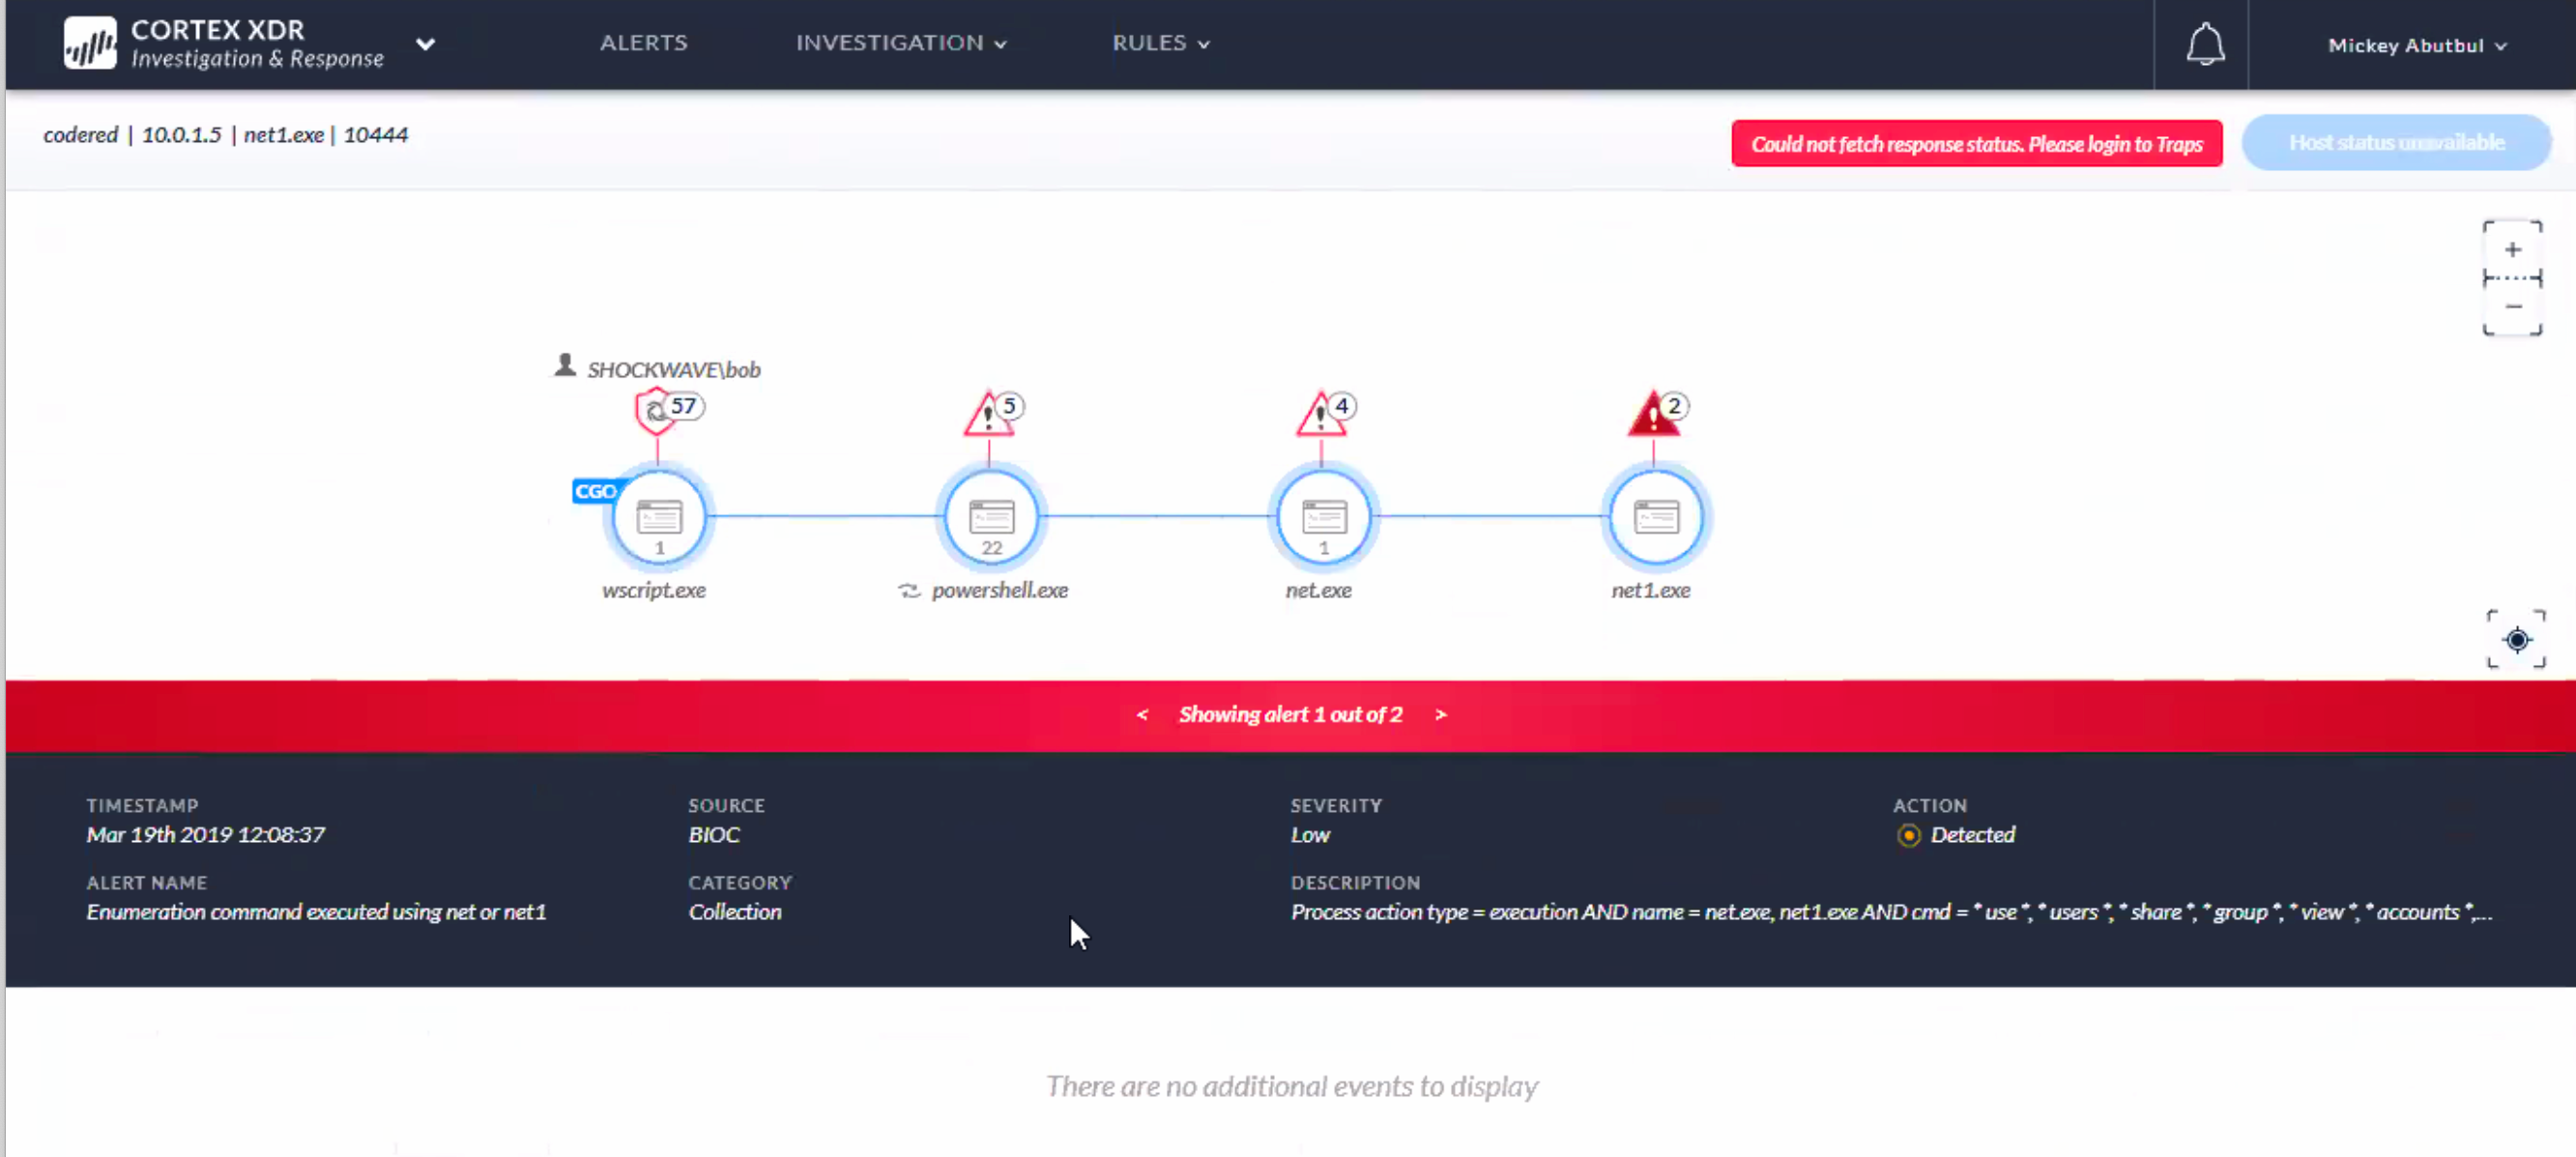 CORTEX XDR
Investigation & Response
ALERTS
INVESTIGATION
RULES
Mickey Abutbul
codered | 10.0.1.5 | net1.exe | 10444
Could not fetch response status. Please login to Traps
Host status unavailable
+
−
SHOCKWAVE\bob
57
5
4
2
CGO
1
22
1
wscript.exe
powershell.exe
net.exe
net1.exe
< Showing alert 1 out of 2 >
TIMESTAMP
Mar 19th 2019 12:08:37
SOURCE
BIOC
SEVERITY
Low
ACTION
Detected
ALERT NAME
Enumeration command executed using net or net1
CATEGORY
Collection
DESCRIPTION
Process action type = execution AND name = net.exe, net1.exe AND cmd = * use *, * users *, * share *, * group *, * view *, * accounts *,...
There are no additional events to display